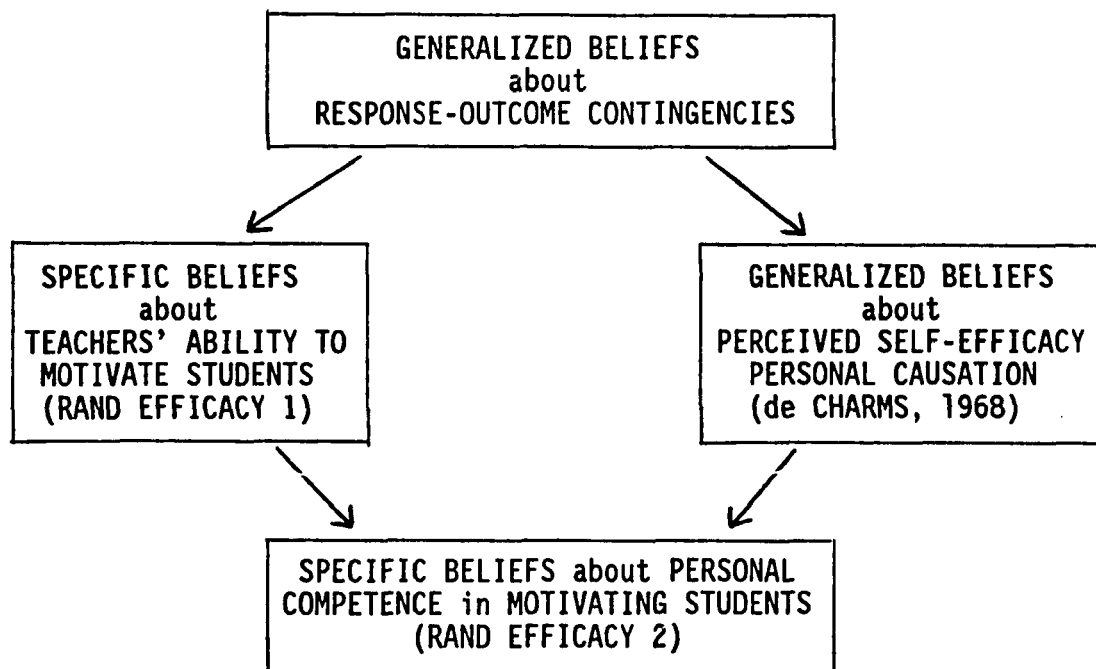 GENERALIZED BELIEFS
about
RESPONSE-OUTCOME CONTINGENCIES
SPECIFIC BELIEFS
about
TEACHERS' ABILITY TO
MOTIVATE STUDENTS
(RAND EFFICACY 1)
GENERALIZED BELIEFS
about
PERCEIVED SELF-EFFICACY
PERSONAL CAUSATION
(de CHARMS, 1968)
SPECIFIC BELIEFS about PERSONAL
COMPETENCE in MOTIVATING STUDENTS
(RAND EFFICACY 2)